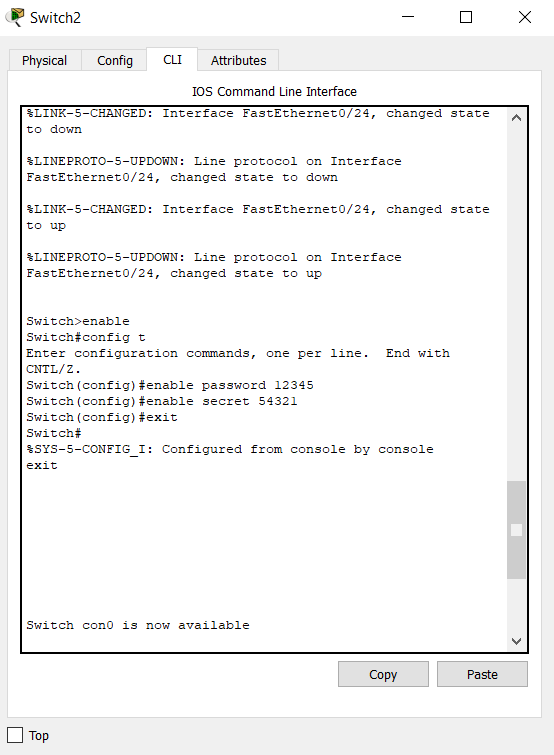 Switch2
Physical
Config
CLI
Attributes
IOS Command Line Interface
%LINK-5-CHANGED: Interface FastEthernet0/24, changed state
to down
%LINEPROTO-5-UPDOWN: Line protocol on Interface
FastEthernet0/24, changed state to down
%LINK-5-CHANGED: Interface FastEthernet0/24, changed state
to up
%LINEPROTO-5-UPDOWN: Line protocol on Interface
FastEthernet0/24, changed state to up
Switch>enable
Switch#config t
Enter configuration commands, one per line.  End with
CNTL/Z.
Switch(config)#enable password 12345
Switch(config)#enable secret 54321
Switch(config)#exit
Switch#
%SYS-5-CONFIG_I: Configured from console by console
exit
Switch con0 is now available
Copy
Paste
Top